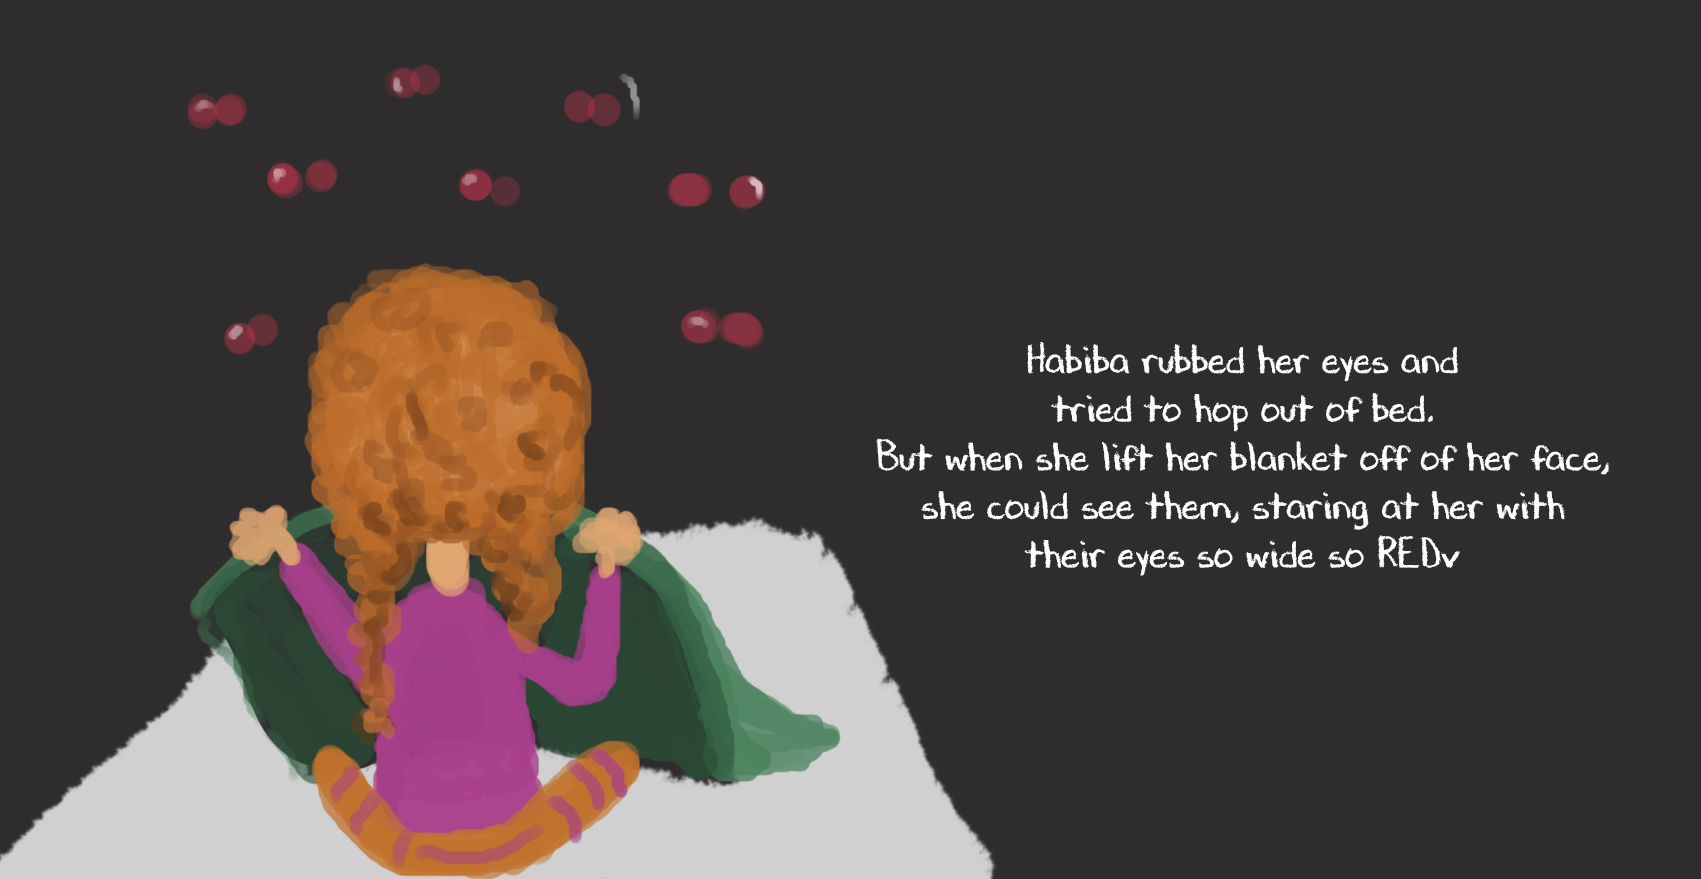 Habiba rubbed her eyes and
tried to hop out of bed.
But when she lift her blanket off of her face,
she could see them, staring at her with
their eyes so wide so REDv